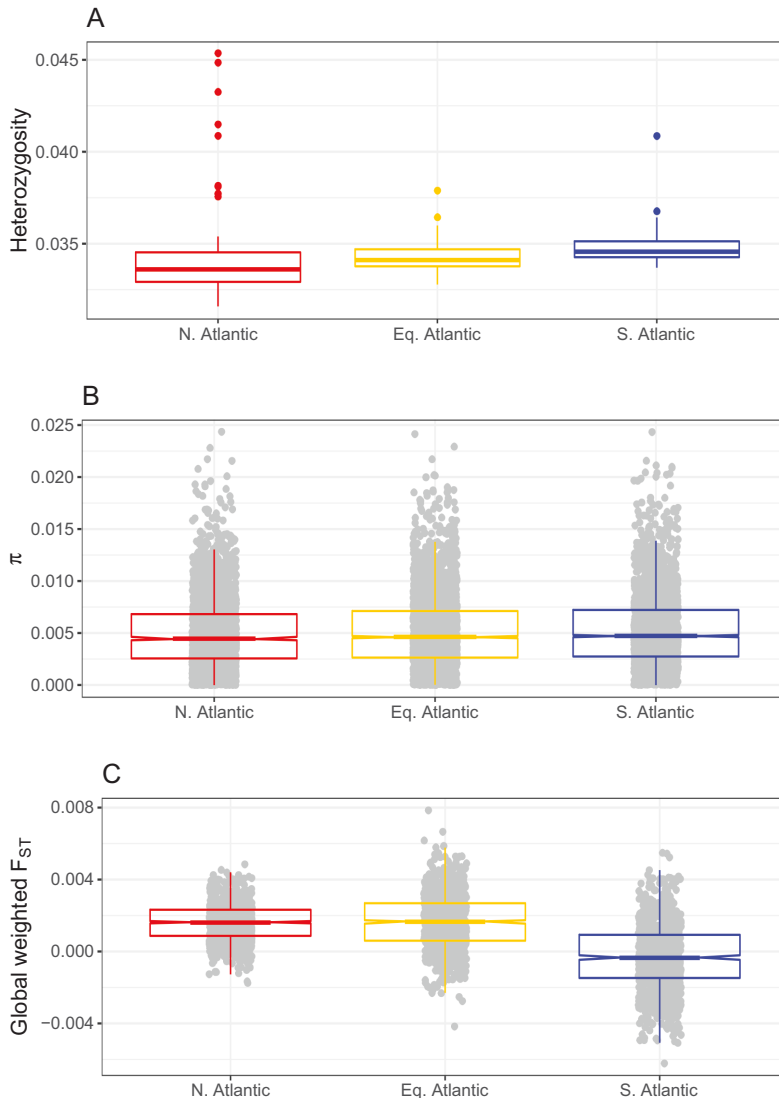 A
Heterozygosity
0.045
0.040
0.035
N. Atlantic Eq. Atlantic S. Atlantic
B
π
0.025
0.020
0.015
0.010
0.005
0.000
N. Atlantic Eq. Atlantic S. Atlantic
C
Global weighted FST
0.008
0.004
0.000
−0.004
N. Atlantic Eq. Atlantic S. Atlantic